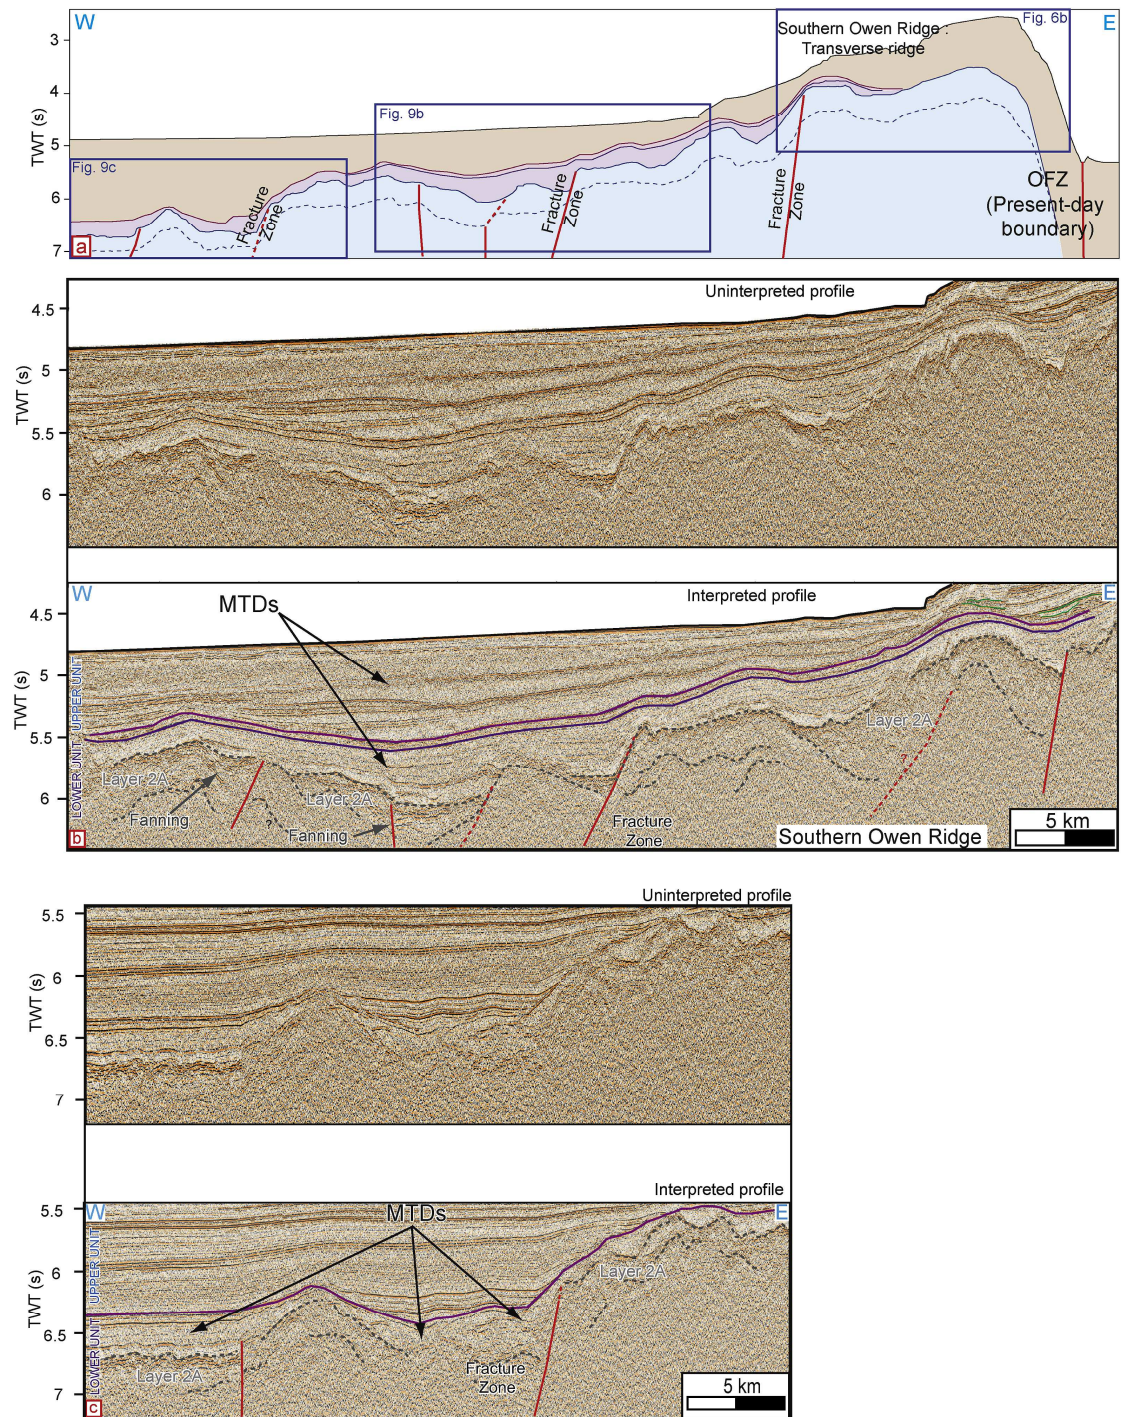 W
E
Southern Owen Ridge :
Transverse ridge
Fig. 6b
Fig. 9b
Fig. 9c
3
4
5
6
7
TWT (s)
Fracture
Zone
Fracture
Zone
Fracture
Zone
OFZ
(Present-day
boundary)
a
Uninterpreted profile
4.5
5
5.5
6
TWT (s)
W
E
MTDs
Interpreted profile
4.5
5
5.5
6
TWT (s)
LOWER UNIT
UPPER UNIT
Layer 2A
Layer 2A
Layer 2A
Fanning
Fanning
?
?
Fracture
Zone
Southern Owen Ridge
5 km
b
Uninterpreted profile
5.5
6
6.5
7
TWT (s)
Interpreted profile
W
E
MTDs
5.5
6
6.5
7
TWT (s)
LOWER UNIT
UPPER UNIT
Layer 2A
Layer 2A
Fracture
Zone
5 km
c